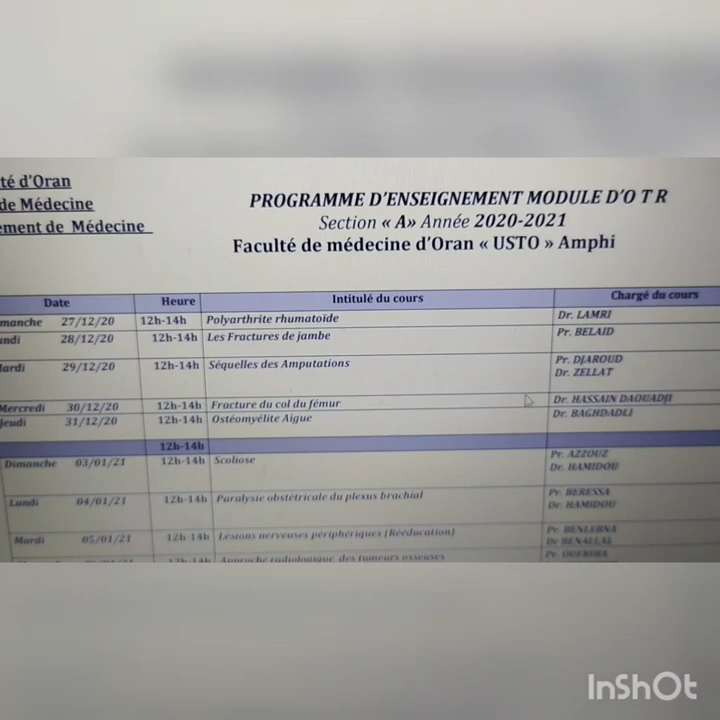 té d'Oran
de Médecine
ement de Médecine
PROGRAMME D'ENSEIGNEMENT MODULE D'O T R
Section « A» Année 2020-2021
Faculté de médecine d'Oran « USTO » Amphi
Date Heure Intitulé du cours Chargé du cours
manche 27/12/20 12h-14h Polyarthrite rhumatoïde Dr. LAMRI
undi 28/12/20 12h-14h Les Fractures de jambe Pr. BELAID
Mardi 29/12/20 12h-14h Séquelles des Amputations Pr. DJAROUD
Dr. ZELLAT
Mercredi 30/12/20 12h-14h Fracture du col du fémur Dr. HASSAIN DAOUADJI
Jeudi 31/12/20 12h-14h Ostéomyélite Aigue Dr. BAGHDADLI
12h-14h
Dimanche 03/01/21 12h-14h Scoliose Pr. AZZOUZ
Dr. HAMIDOU
Lundi 04/01/21 12h-14h Paralysie obstétricale du plexus brachial Pr. BERESSA
Dr. HAMIDOU
Mardi 05/01/21 12h-14h Lésions nerveuses périphériques (Rééducation) Pr. BENLEBNA
Dr BENALLAL
12h-14h Approche radiologique des tumeurs osseuses Pr.
InShOt